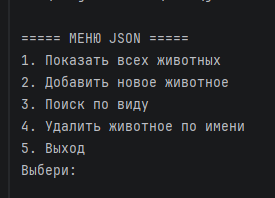 ===== МЕНЮ JSON =====
1. Показать всех животных
2. Добавить новое животное
3. Поиск по виду
4. Удалить животное по имени
5. Выход
Выбери: